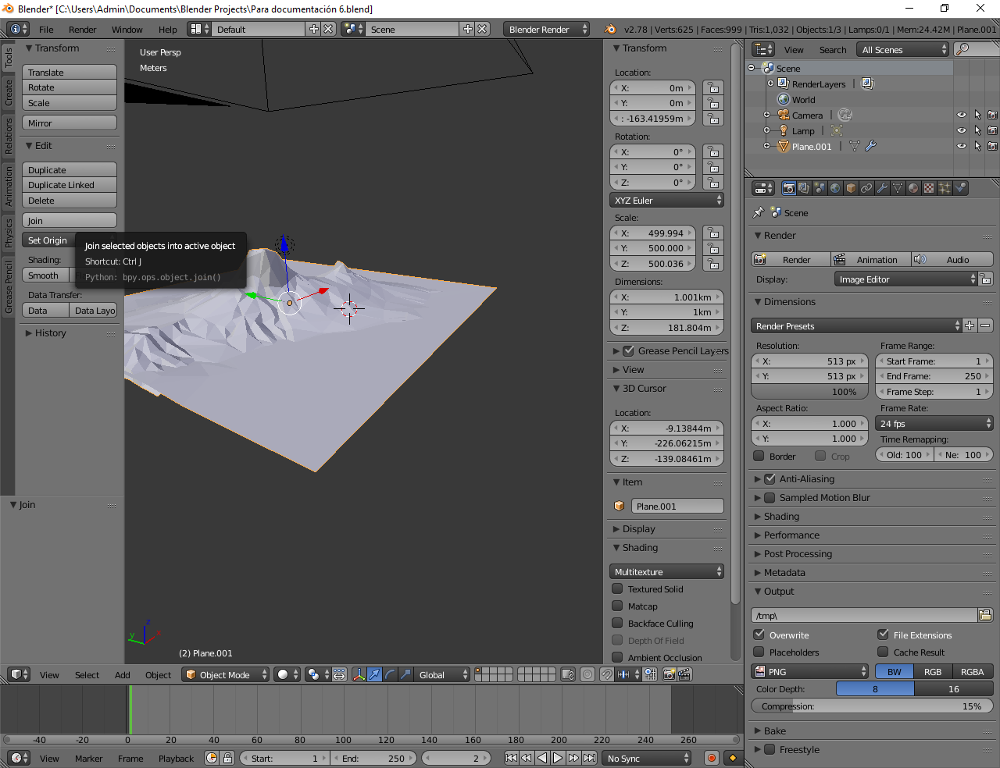 Blender* [C:\Users\Admin\Documents\Blender Projects\Para documentación 6.blend]
File Render Window Help Default Scene Blender Render v2.78 | Verts:625 | Faces:999 | Tris:1,032 | Objects:1/3 | Lamps:0/1 | Mem:24.42M | Plane.001
Tools
Create
Relations
Animation
Physics
Grease Pencil
Transform
Translate
Rotate
Scale
Mirror
Edit
Duplicate
Duplicate Linked
Delete
Join
Set Origin
Shading:
Smooth
Data Transfer:
Data Data Layo
History
Join selected objects into active object
Shortcut: Ctrl J
Python: bpy.ops.object.join()
Join
User Persp
Meters
z
y
(2) Plane.001
Transform
Location:
X: 0m
Y: 0m
: -163.41959m
Rotation:
X: 0°
Y: 0°
Z: 0°
XYZ Euler
Scale:
X: 499.994
Y: 500.000
Z: 500.036
Dimensions:
X: 1.001km
Y: 1km
Z: 181.804m
Grease Pencil Layers
View
3D Cursor
Location:
X: -9.13844m
Y: -226.06215m
Z: -139.08461m
Item
Plane.001
Display
Shading
Multitexture
Textured Solid
Matcap
Backface Culling
Depth Of Field
Ambient Occlusion
View Search All Scenes
Scene
RenderLayers
World
Camera
Lamp
Plane.001
Scene
Render
Render Animation Audio
Display: Image Editor
Dimensions
Render Presets
Resolution:
X: 513 px
Y: 513 px
100%
Aspect Ratio:
X: 1.000
Y: 1.000
Border Crop
Frame Range:
Start Frame: 1
End Frame: 250
Frame Step: 1
Frame Rate:
24 fps
Time Remapping:
Old: 100 Ne: 100
Anti-Aliasing
Sampled Motion Blur
Shading
Performance
Post Processing
Metadata
Output
/tmp\
Overwrite File Extensions
Placeholders Cache Result
PNG BW RGB RGBA
Color Depth: 8 16
Compression: 15%
Bake
Freestyle
View Select Add Object Object Mode Global
-40 -20 0 20 40 60 80 100 120 140 160 180 200 220 240 260
View Marker Frame Playback Start: 1 End: 250 2 No Sync